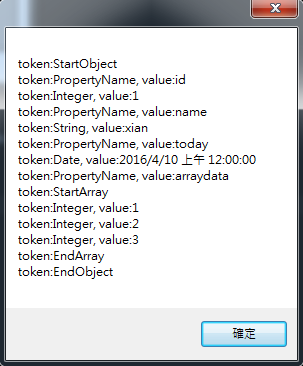 token:StartObject
token:PropertyName, value:id
token:Integer, value:1
token:PropertyName, value:name
token:String, value:xian
token:PropertyName, value:today
token:Date, value:2016/4/10 上午 12:00:00
token:PropertyName, value:arraydata
token:StartArray
token:Integer, value:1
token:Integer, value:2
token:Integer, value:3
token:EndArray
token:EndObject
確定